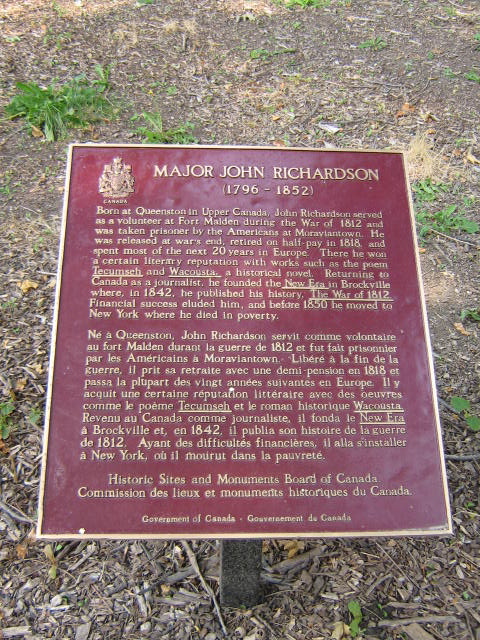 CANADA
MAJOR JOHN RICHARDSON
(1796 - 1852)
Born at Queenston in Upper Canada, John Richardson served
as a volunteer at Fort Malden during the War of 1812 and
was taken prisoner by the Americans at Moraviantown. He
was released at war's end, retired on half-pay in 1818, and
spent most of the next 20 years in Europe. There he won
a certain literary reputation with works such as the poem
Tecumseh and Wacousta, a historical novel. Returning to
Canada as a journalist, he founded the New Era in Brockville
where, in 1842, he published his history, The War of 1812.
Financial success eluded him, and before 1850 he moved to
New York where he died in poverty.
Né à Queenston, John Richardson servit comme volontaire
au fort Malden durant la guerre de 1812 et fut fait prisonnier
par les Américains à Moraviantown. Libéré à la fin de la
guerre, il prit sa retraite avec une demi-pension en 1818 et
passa la plupart des vingt années suivantes en Europe. Il y
acquit une certaine réputation littéraire avec des oeuvres
comme le poème Tecumseh et le roman historique Wacousta.
Revenu au Canada comme journaliste, il fonda le New Era
à Brockville et, en 1842, il publia son histoire de la guerre
de 1812. Ayant des difficultés financières, il alla s'installer
à New York, où il mourut dans la pauvreté.
Historic Sites and Monuments Board of Canada.
Commission des lieux et monuments historiques du Canada.
Government of Canada - Gouvernement du Canada